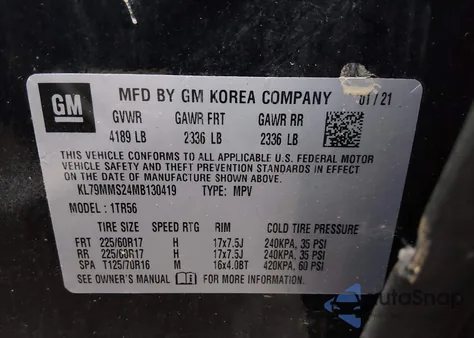 GM
MFD BY GM KOREA COMPANY 01/21
GVWR GAWR FRT GAWR RR
4189 LB 2336 LB 2336 LB
THIS VEHICLE CONFORMS TO ALL APPLICABLE U.S. FEDERAL MOTOR
VEHICLE SAFETY AND THEFT PREVENTION STANDARDS IN EFFECT ON
THE DATE OF MANUFACTURE SHOWN ABOVE.
KL79MMS24MB130419 TYPE: MPV
MODEL : 1TR56
TIRE SIZE SPEED RTG RIM COLD TIRE PRESSURE
FRT 225/60R17 H 17x7.5J 240KPA, 35 PSI
RR 225/60R17 H 17x7.5J 240KPA, 35 PSI
SPA T125/70R16 M 16x4.0BT 420KPA, 60 PSI
SEE OWNER'S MANUAL FOR MORE INFORMATION.
AutoSnap